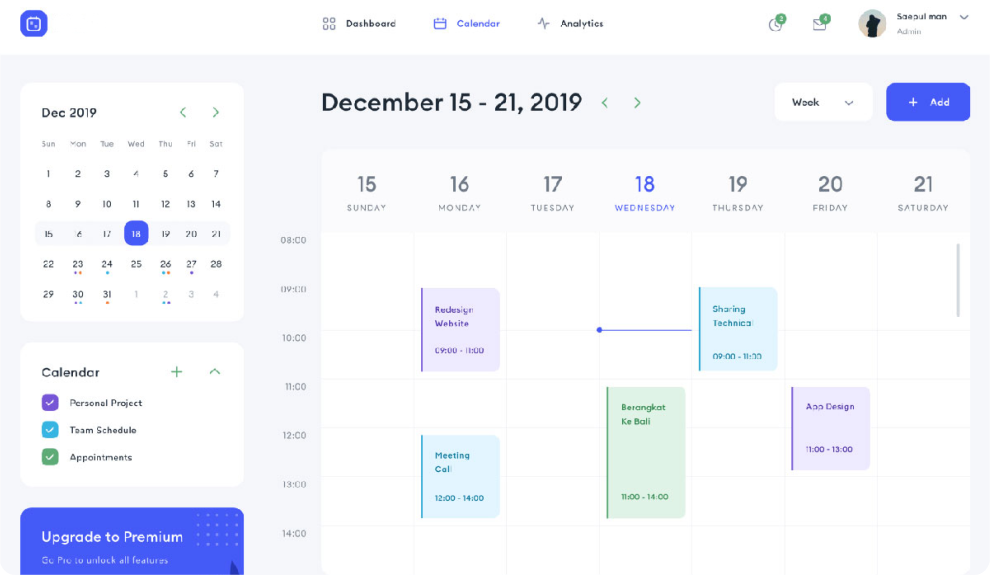 Dashboard
Calendar
Analytics
3
4
Saepul man
Admin
Dec 2019
Sun Mon Tue Wed Thu Fri Sat
1 2 3 4 5 6 7
8 9 10 11 12 13 14
15 16 17 18 19 20 21
22 23 24 25 26 27 28
29 30 31 1 2 3 4
Calendar
Personal Project
Team Schedule
Appointments
Upgrade to Premium
Go Pro to unlock all features
December 15 - 21, 2019
Week
+ Add
15 16 17 18 19 20 21
SUNDAY MONDAY TUESDAY WEDNESDAY THURSDAY FRIDAY SATURDAY
08:00
09:00
10:00
11:00
12:00
13:00
14:00
Redesign
Website
09:00 - 11:00
Meeting
Call
12:00 - 14:00
Berangkat
Ke Bali
11:00 - 14:00
Sharing
Technical
09:00 - 11:00
App Design
11:00 - 13:00